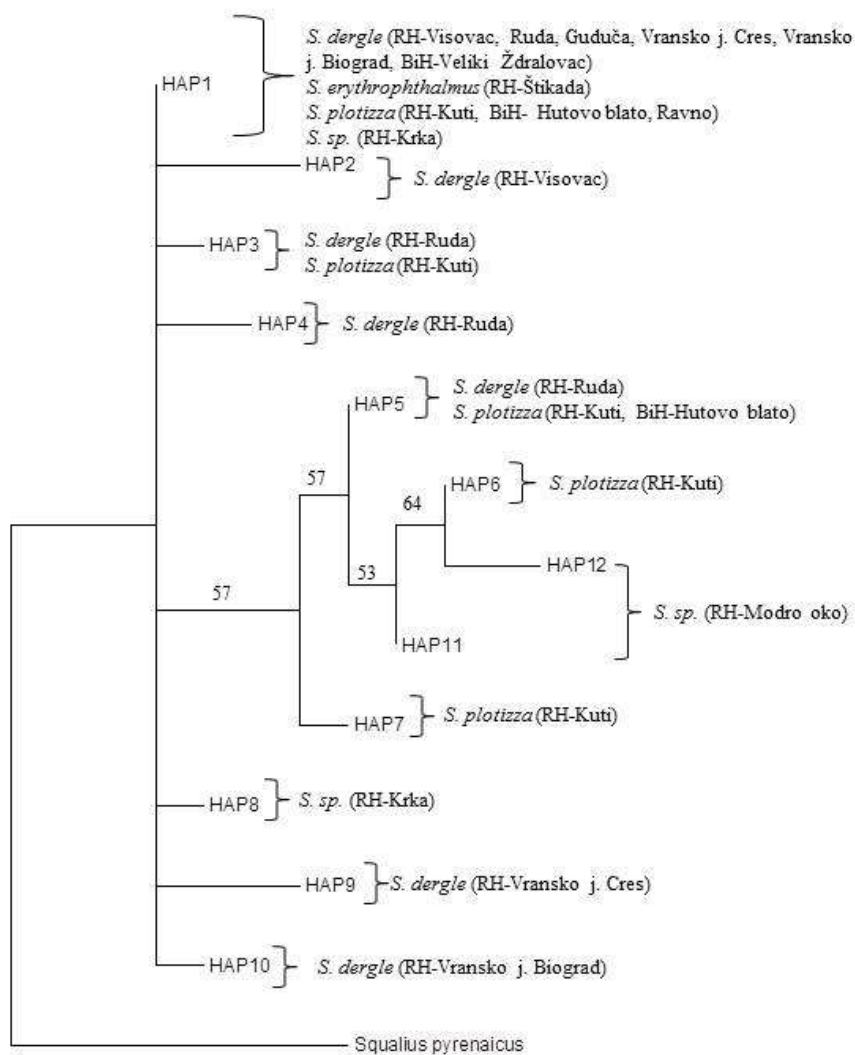 S. dergle (RH-Visovac, Ruda, Guduča, Vransko j. Cres, Vransko
j. Biograd, BiH-Veliki Ždralovac)
HAP1
S. erythrophthalmus (RH-Štikada)
S. plotizza (RH-Kuti, BiH- Hutovo blato, Ravno)
S. sp. (RH-Krka)
HAP2
S. dergle (RH-Visovac)
HAP3
S. dergle (RH-Ruda)
S. plotizza (RH-Kuti)
HAP4
S. dergle (RH-Ruda)
HAP5
S. dergle (RH-Ruda)
S. plotizza (RH-Kuti, BiH-Hutovo blato)
57
HAP6
S. plotizza (RH-Kuti)
64
HAP12
53
57
S. sp. (RH-Modro oko)
HAP11
HAP7
S. plotizza (RH-Kuti)
HAP8
S. sp. (RH-Krka)
HAP9
S. dergle (RH-Vransko j. Cres)
HAP10
S. dergle (RH-Vransko j. Biograd)
Squalius pyrenaicus